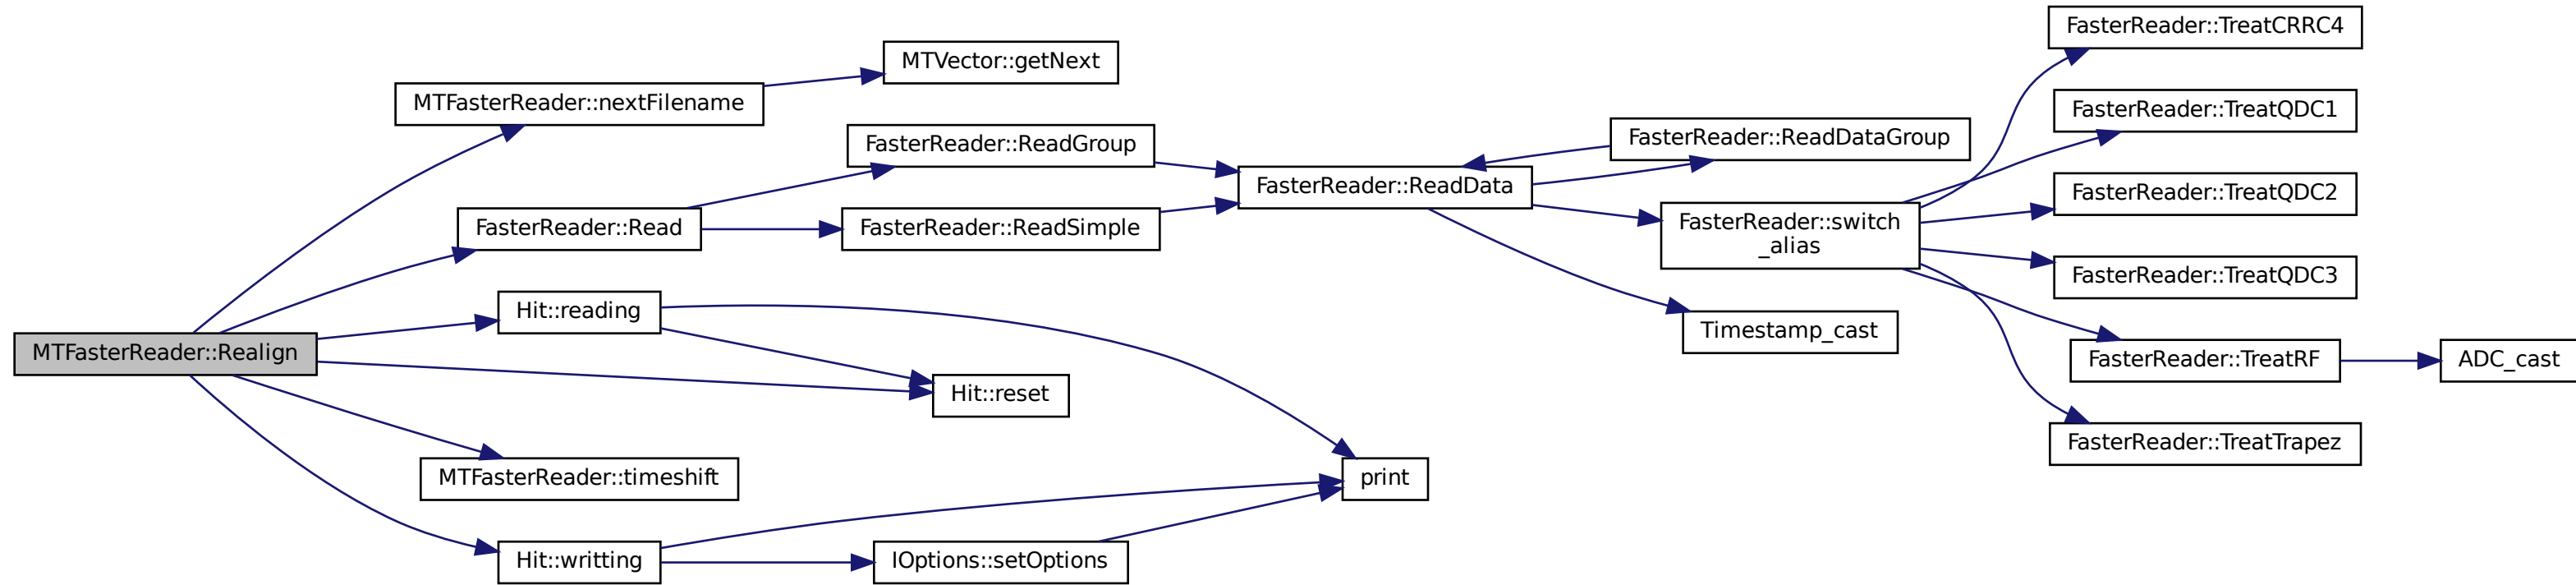 MTFasterReader::Realign
MTFasterReader::nextFilename
MTVector::getNext
FasterReader::Read
FasterReader::ReadGroup
FasterReader::ReadSimple
FasterReader::ReadData
FasterReader::ReadDataGroup
FasterReader::switch
_alias
Timestamp_cast
FasterReader::TreatCRRC4
FasterReader::TreatQDC1
FasterReader::TreatQDC2
FasterReader::TreatQDC3
FasterReader::TreatRF
ADC_cast
FasterReader::TreatTrapez
Hit::reading
Hit::reset
print
MTFasterReader::timeshift
Hit::writting
IOptions::setOptions